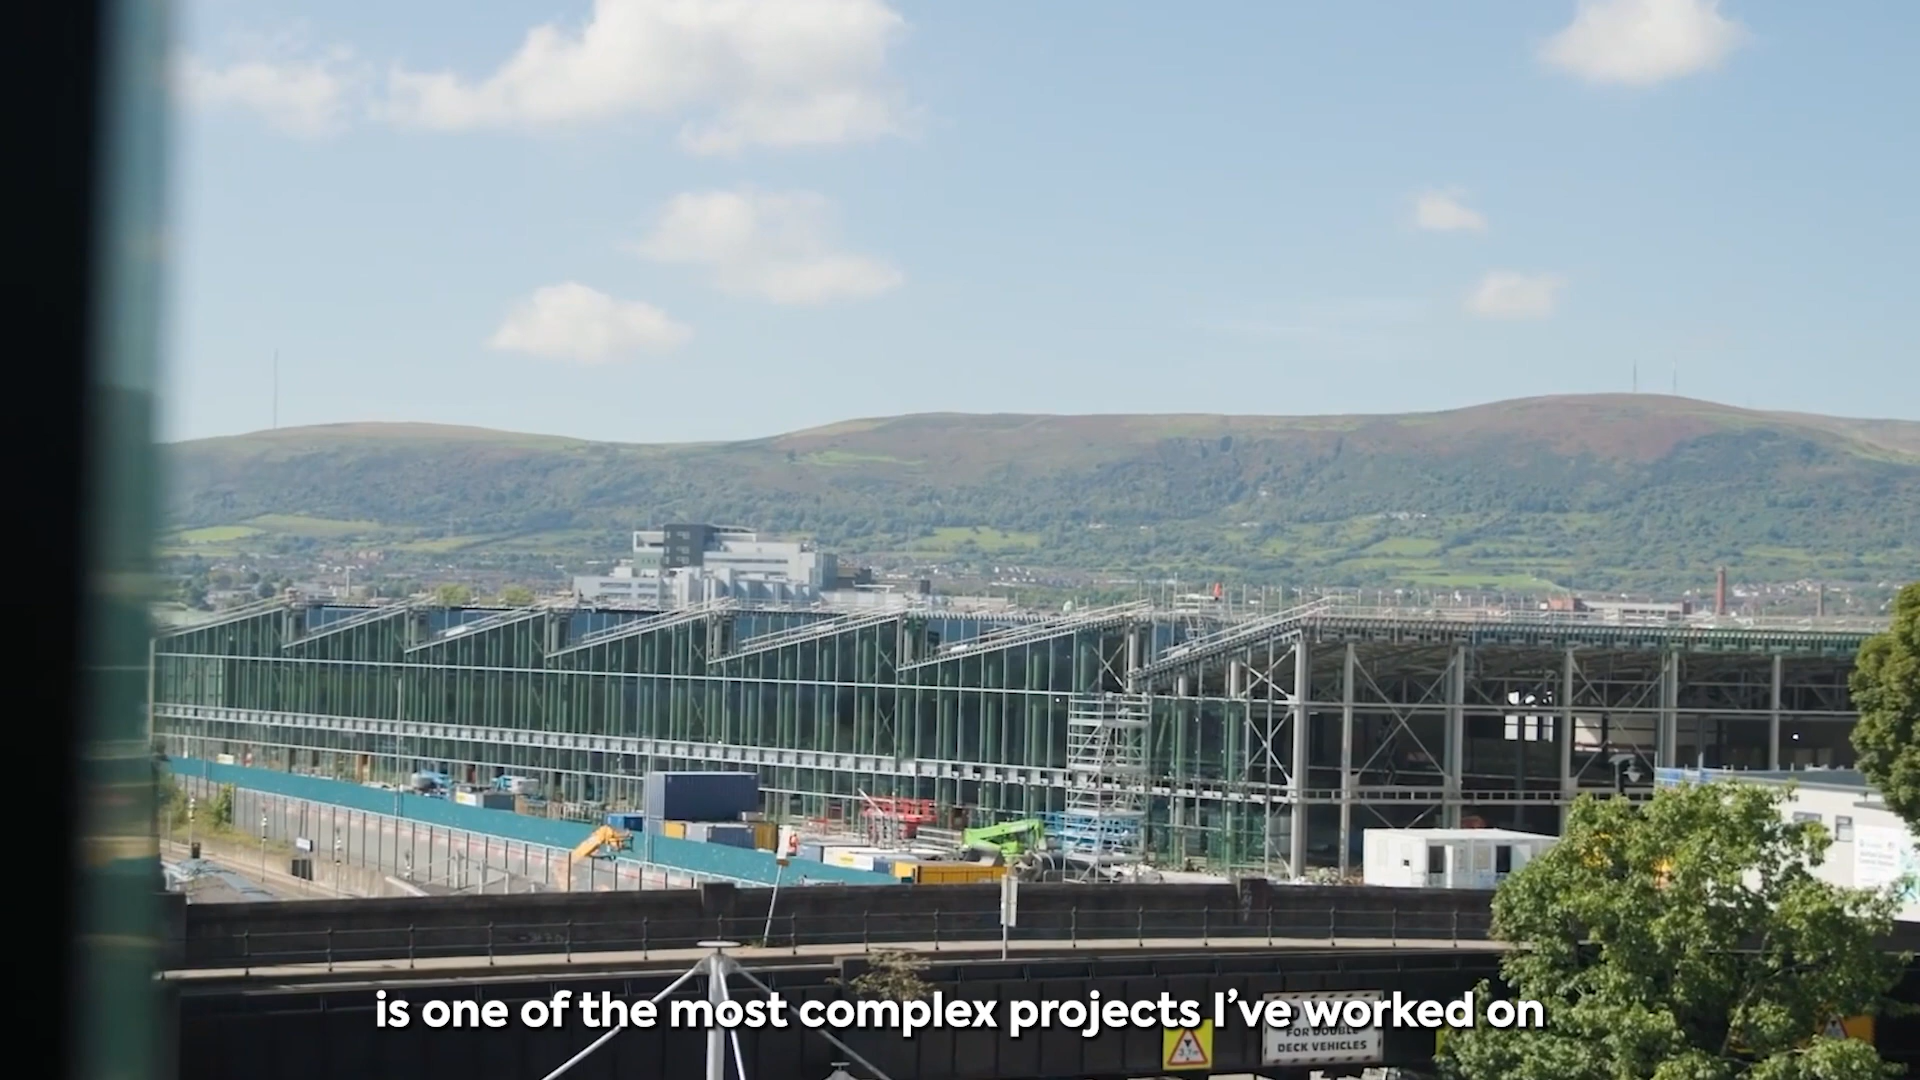 is one of the most complex projects I've worked on
FOR DOUBLE
DECK VEHICLES